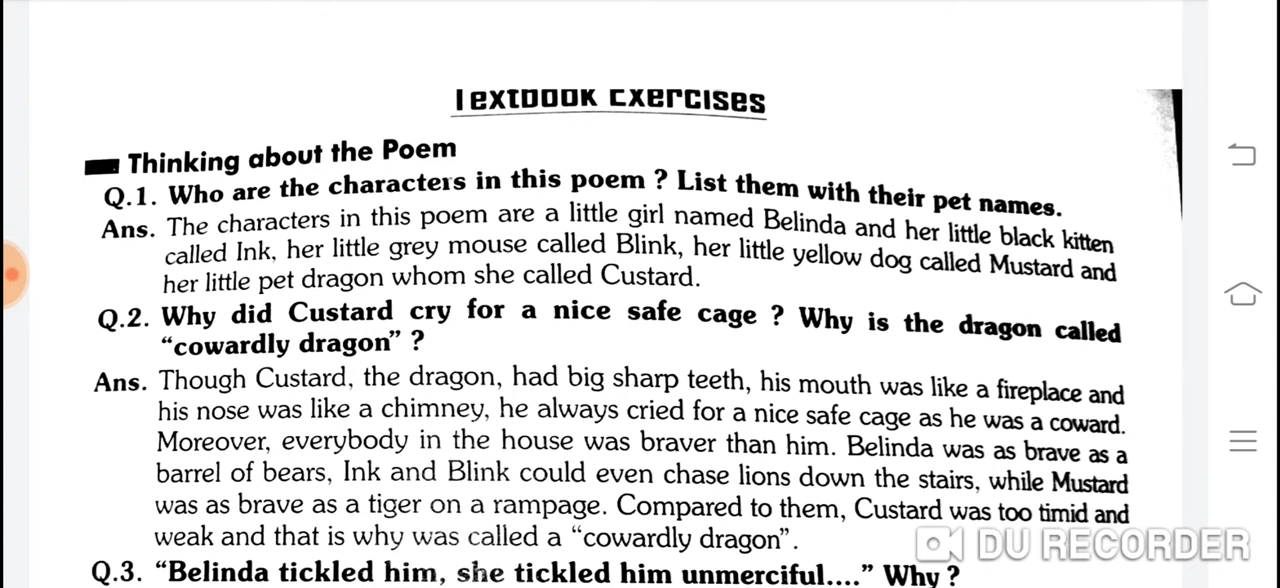 Textbook Exercises
Thinking about the Poem
Q.1. Who are the characters in this poem ? List them with their pet names.
Ans. The characters in this poem are a little girl named Belinda and her little black kitten
called Ink, her little grey mouse called Blink, her little yellow dog called Mustard and
her little pet dragon whom she called Custard.
Q.2. Why did Custard cry for a nice safe cage ? Why is the dragon called
“cowardly dragon” ?
Ans. Though Custard, the dragon, had big sharp teeth, his mouth was like a fireplace and
his nose was like a chimney, he always cried for a nice safe cage as he was a coward.
Moreover, everybody in the house was braver than him. Belinda was as brave as a
barrel of bears, Ink and Blink could even chase lions down the stairs, while Mustard
was as brave as a tiger on a rampage. Compared to them, Custard was too timid and
weak and that is why was called a “cowardly dragon”.
DU RECORDER
Q.3. “Belinda tickled him, she tickled him unmerciful....” Why ?